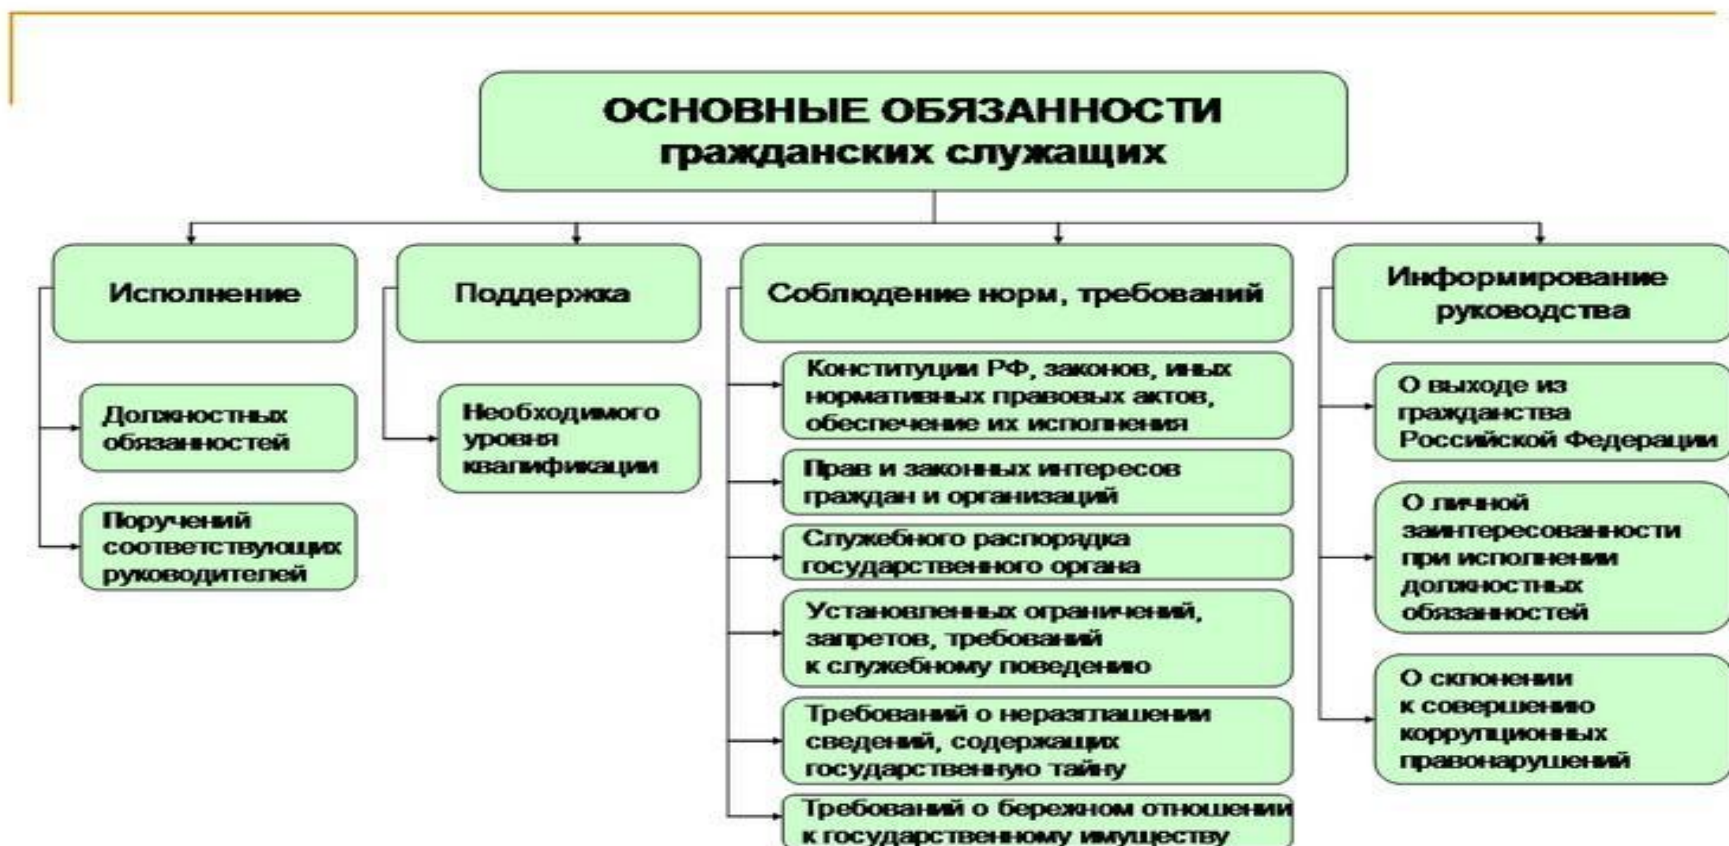 ОСНОВНЫЕ ОБЯЗАННОСТИ
гражданских служащих
Исполнение
Должностных
обязанностей
Поручений
соответствующих
руководителей
Поддержка
Необходимого
уровня
квалификации
Соблюдение норм, требований
Конституции РФ, законов, иных
нормативных правовых актов,
обеспечение их исполнения
Прав и законных интересов
граждан и организаций
Служебного распорядка
государственного органа
Установленных ограничений,
запретов, требований
к служебному поведению
Требований о неразглашении
сведений, содержащих
государственную тайну
Требований о бережном отношении
к государственному имуществу
Информирование
руководства
О выходе из
гражданства
Российской Федерации
О личной
заинтересованности
при исполнении
должностных
обязанностей
О склонении
к совершению
коррупционных
правонарушений